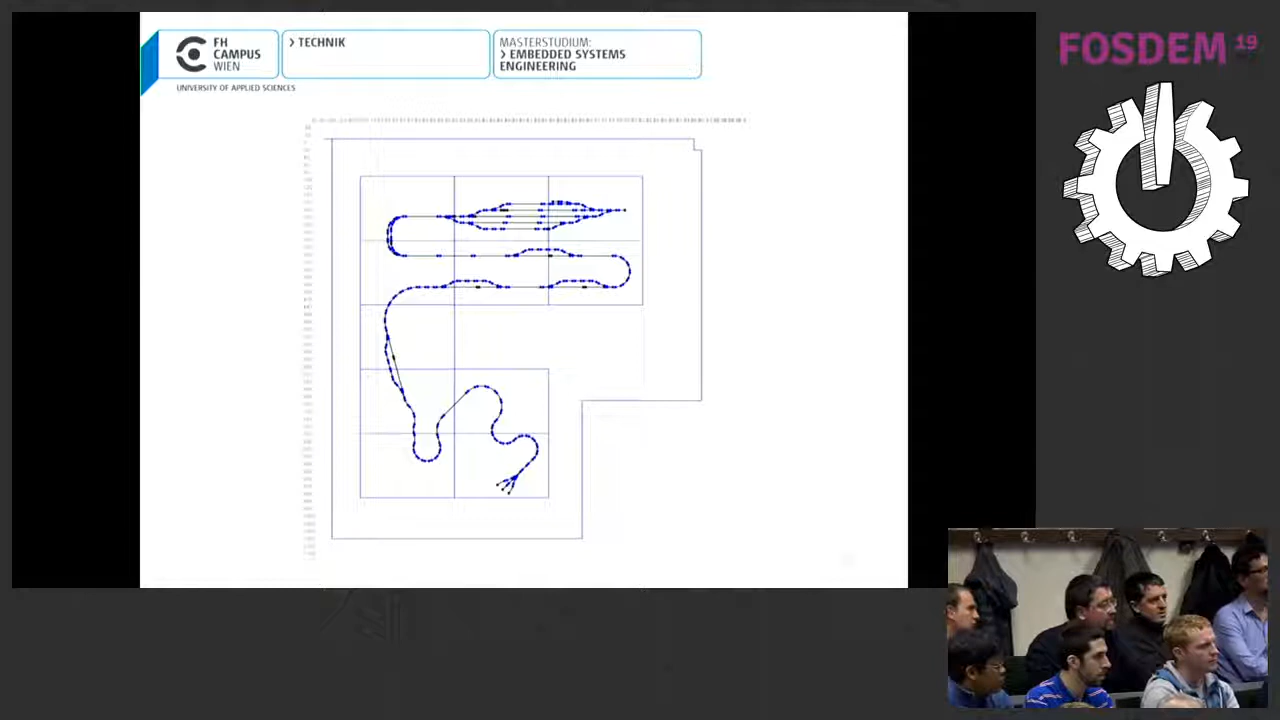 FH
CAMPUS
WIEN
› TECHNIK
MASTERSTUDIUM:
› EMBEDDED SYSTEMS
ENGINEERING
UNIVERSITY OF APPLIED SCIENCES
FOSDEM 19